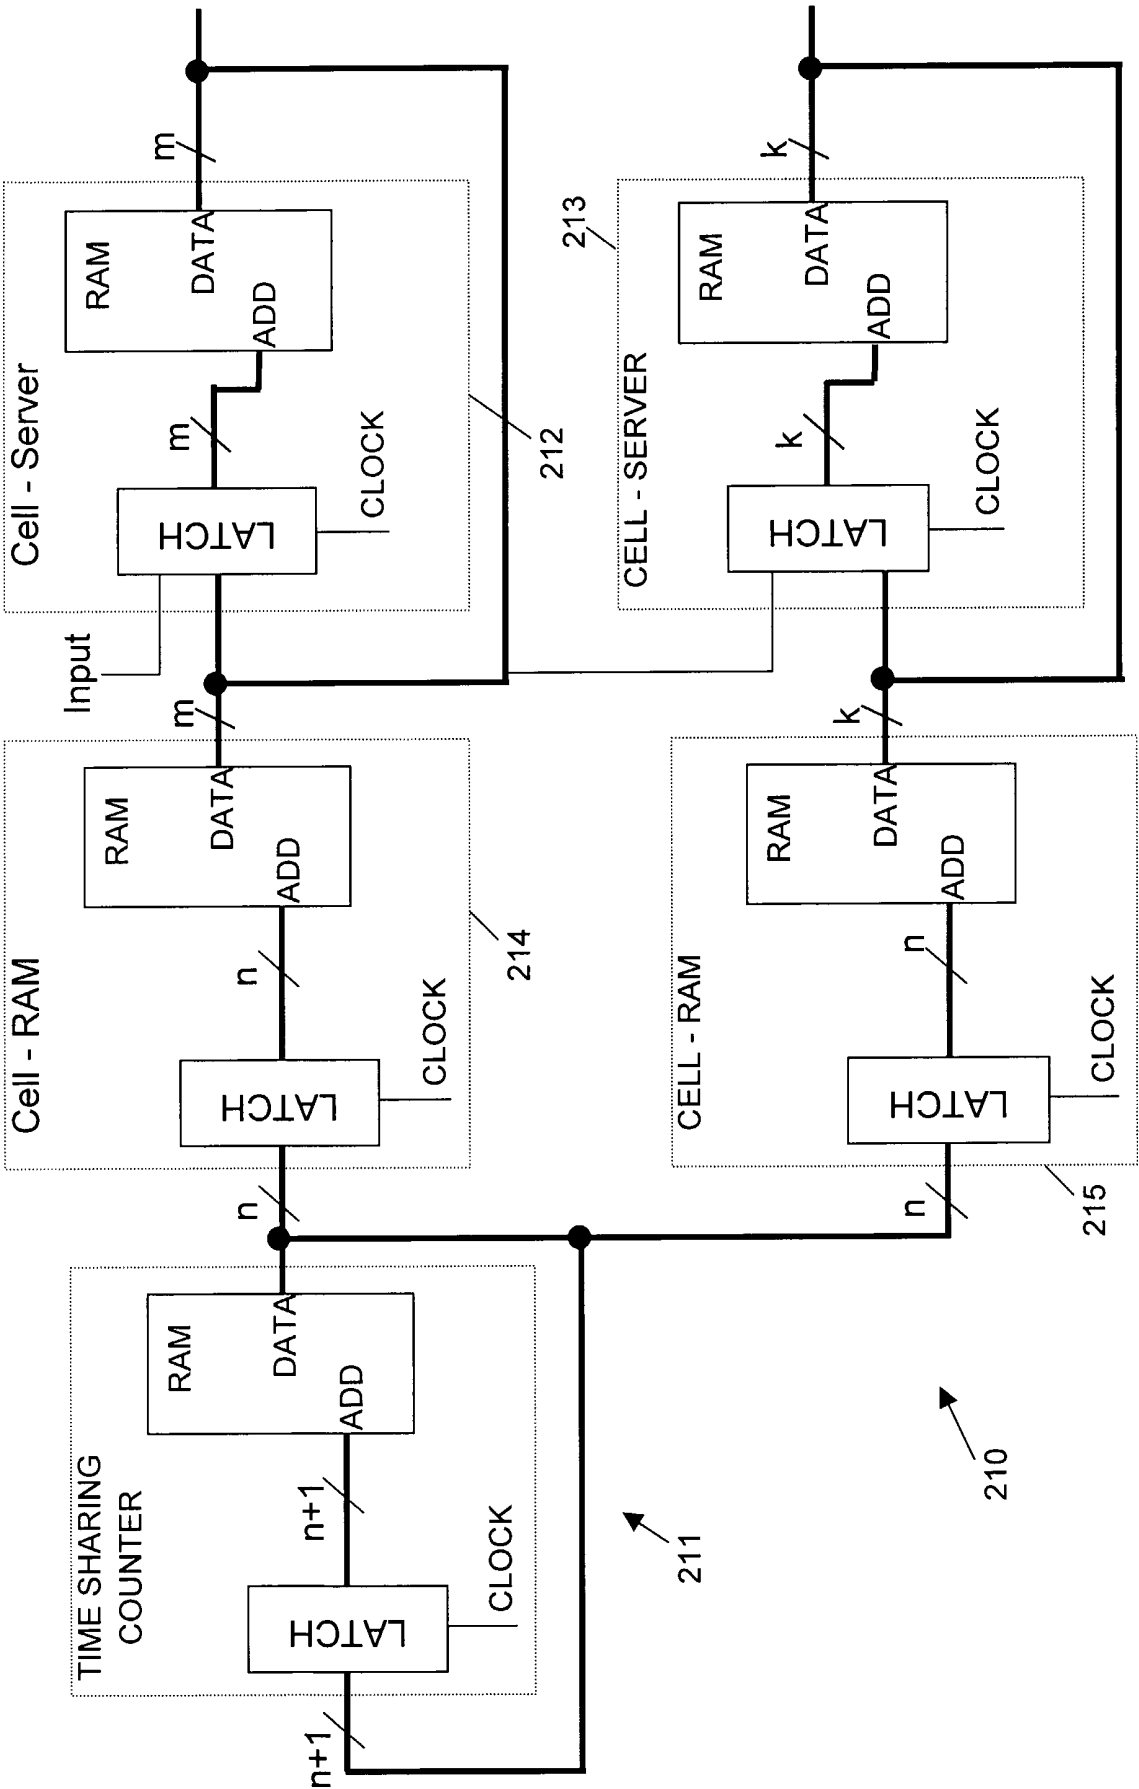 TIME SHARING
COUNTER
n+1
LATCH
CLOCK
n+1
RAM
ADD
DATA
211
n
Cell - RAM
LATCH
CLOCK
n
RAM
ADD
DATA
214
m
Input
Cell - Server
LATCH
CLOCK
m
RAM
ADD
DATA
212
m
n
CELL - RAM
LATCH
CLOCK
n
RAM
ADD
DATA
215
k
CELL - SERVER
LATCH
CLOCK
k
RAM
ADD
DATA
213
k
210